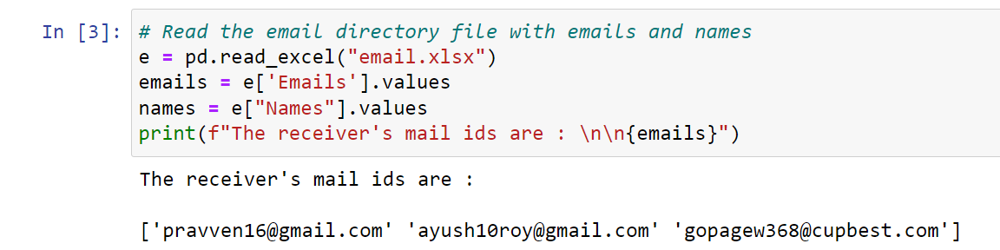 In [3]: # Read the email directory file with emails and names
e = pd.read_excel("email.xlsx")
emails = e['Emails'].values
names = e["Names"].values
print(f"The receiver's mail ids are : \n\n{emails}")
The receiver's mail ids are :
['pravven16@gmail.com' 'ayush10roy@gmail.com' 'gopagew368@cupbest.com']